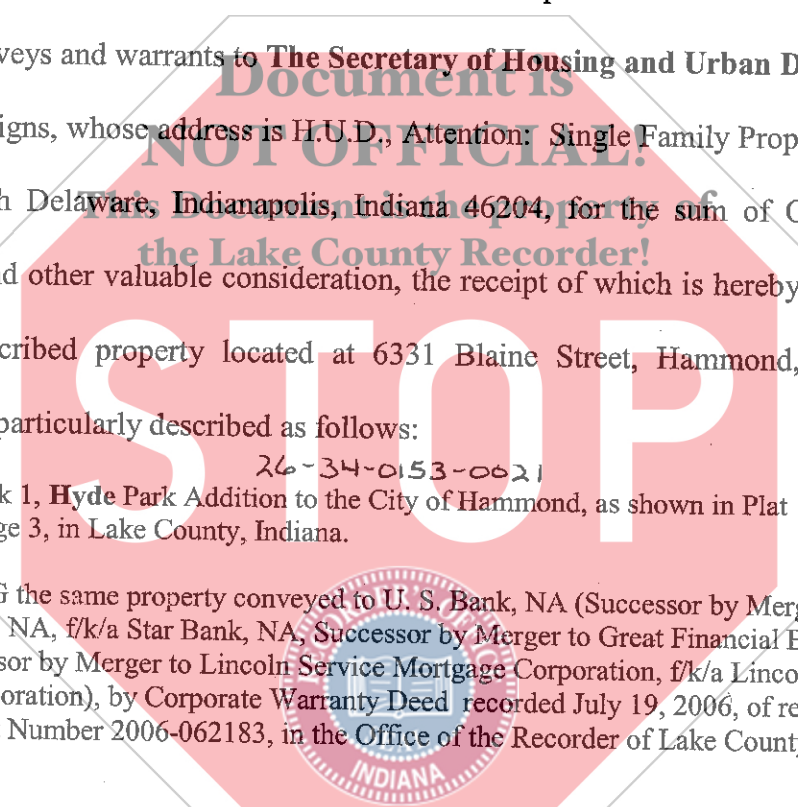 veys and warrants to The Secretary of Housing and Urban D
Document is
igns, whose address is H.U.D., Attention: Single Family Prop
NOT OFFICIAL!
h Delaware, Indianapolis, Indiana 46204, for the sum of O
This Document is the property of
the Lake County Recorder!
d other valuable consideration, the receipt of which is hereby
cribed property located at 6331 Blaine Street, Hammond,
STOP
particularly described as follows:
26-34-0153-0021
k 1, Hyde Park Addition to the City of Hammond, as shown in Plat
ge 3, in Lake County, Indiana.
G the same property conveyed to U. S. Bank, NA (Successor by Merg
NA, f/k/a Star Bank, NA, Successor by Merger to Great Financial B
sor by Merger to Lincoln Service Mortgage Corporation, f/k/a Linco
oration), by Corporate Warranty Deed recorded July 19, 2006, of re
Number 2006-062183, in the Office of the Recorder of Lake County
INDIANA